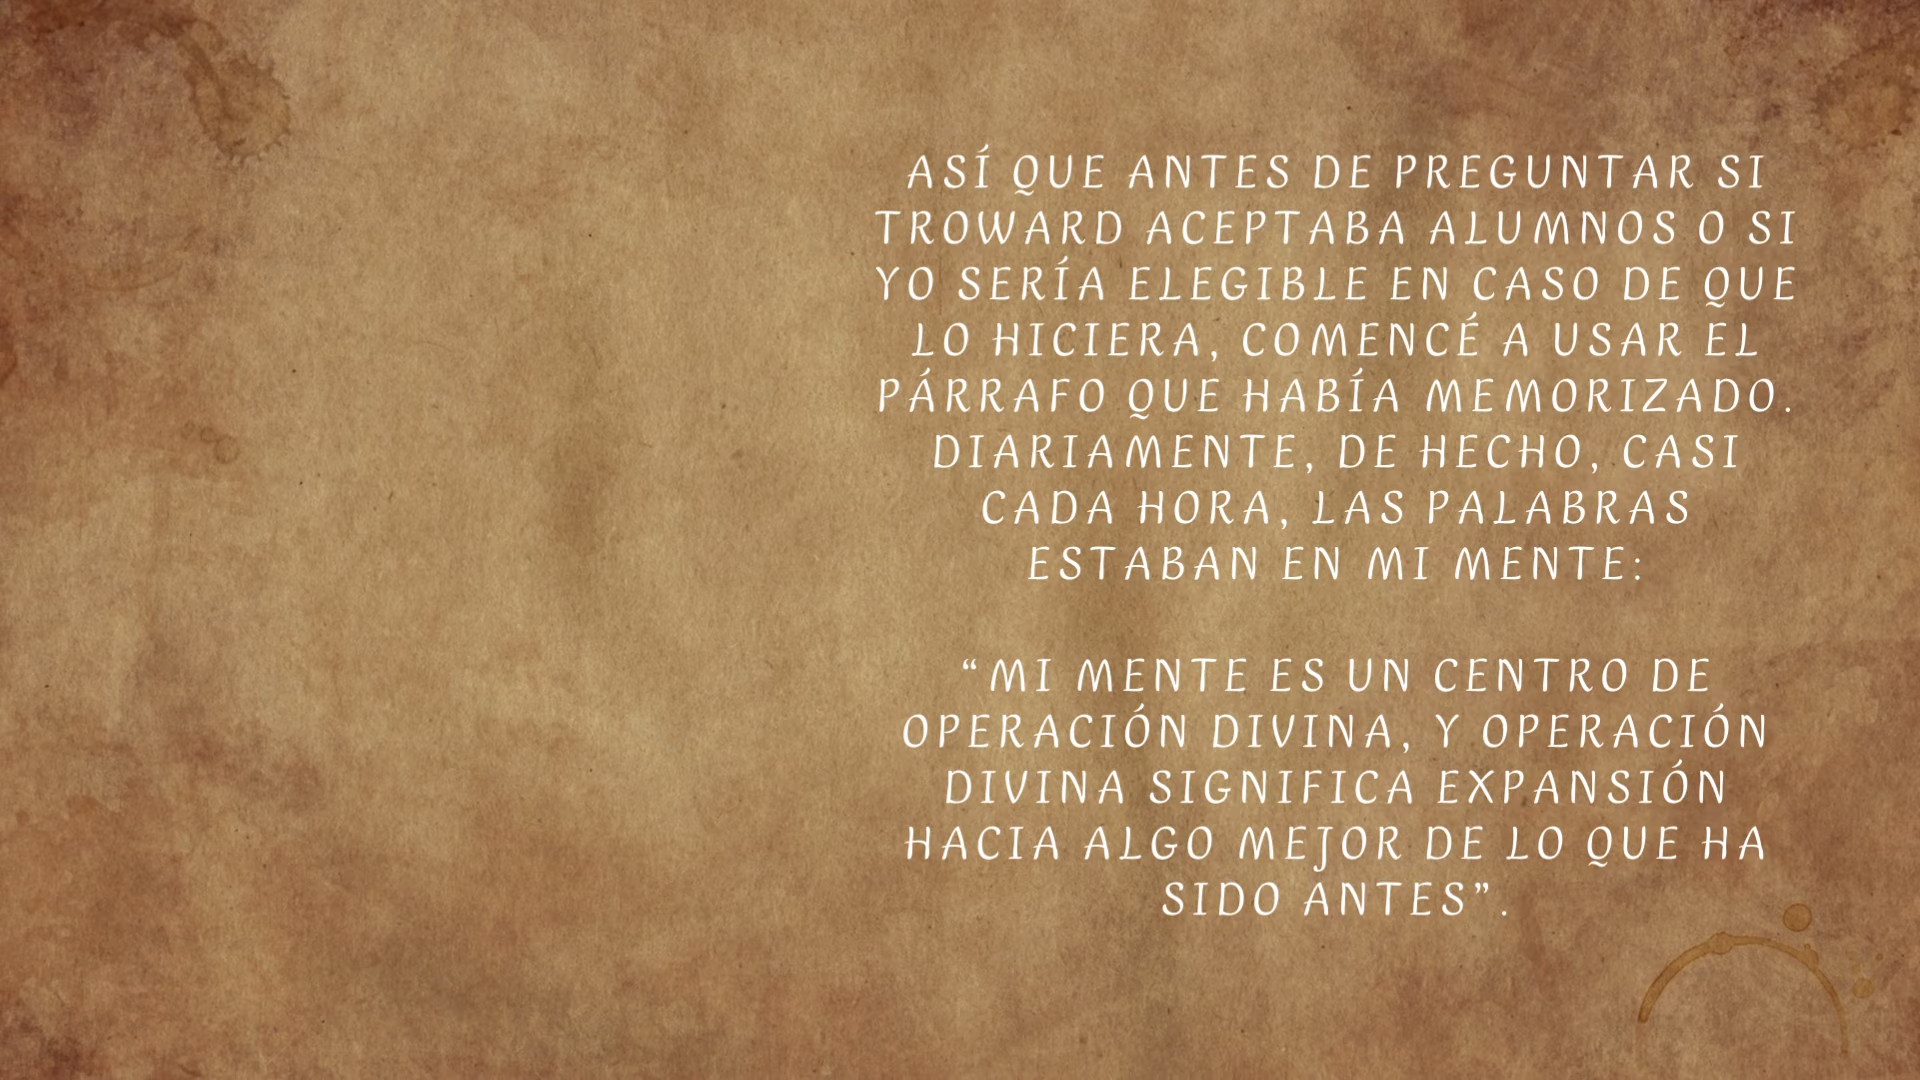 ASÍ QUE ANTES DE PREGUNTAR SI
TROWARD ACEPTABA ALUMNOS O SI
YO SERÍA ELEGIBLE EN CASO DE QUE
LO HICIERA, COMENCÉ A USAR EL
PÁRRAFO QUE HABÍA MEMORIZADO.
DIARIAMENTE, DE HECHO, CASI
CADA HORA, LAS PALABRAS
ESTABAN EN MI MENTE:
“MI MENTE ES UN CENTRO DE
OPERACIÓN DIVINA, Y OPERACIÓN
DIVINA SIGNIFICA EXPANSIÓN
HACIA ALGO MEJOR DE LO QUE HA
SIDO ANTES”.